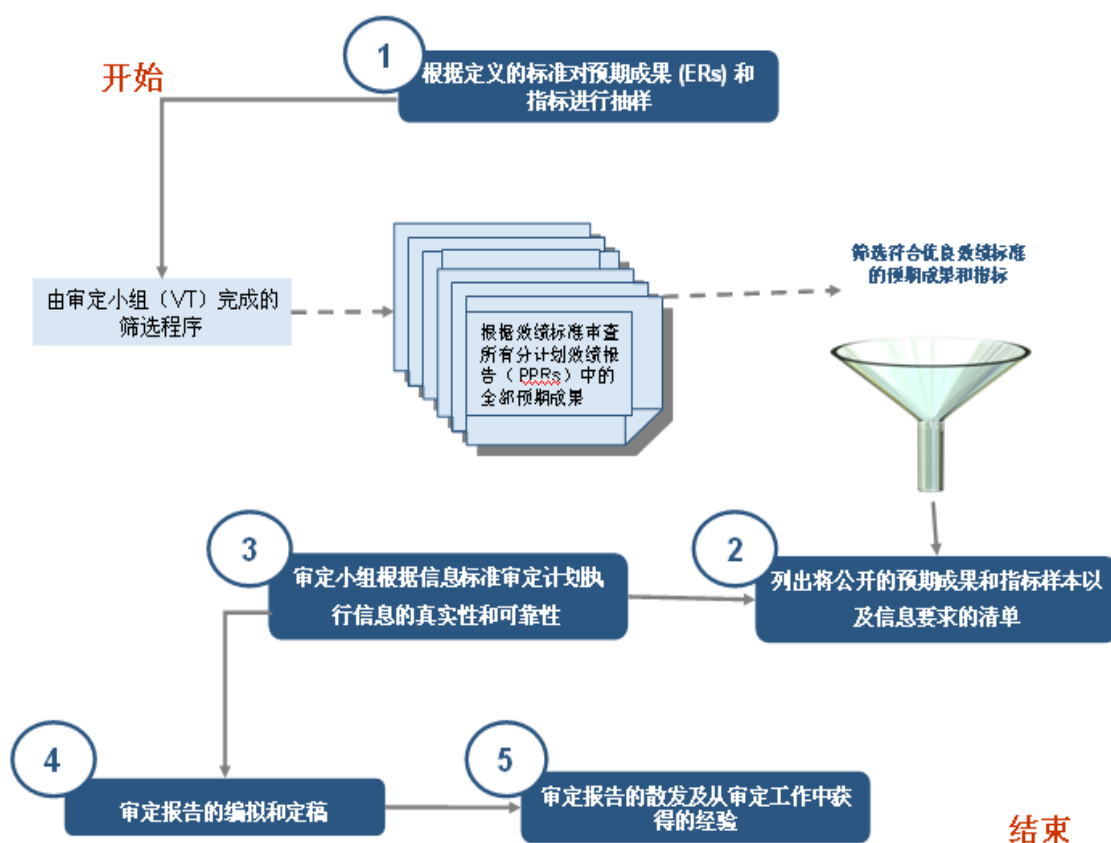 开始
1
根据定义的标准对预期成果 (ERs) 和
指标进行抽样
由审定小组（VT）完成的
筛选程序
根据效绩标准审查
所有分计划效绩报
告（PPRs）中的
全部预期成果
筛选符合优良效绩标准
的预期成果和指标
3
审定小组根据信息标准审定计划执
行信息的真实性和可靠性
2
列出将公开的预期成果和指标样本以
及信息要求的清单
4
审定报告的编拟和定稿
5
审定报告的散发及从审定工作中获
得的经验
结束